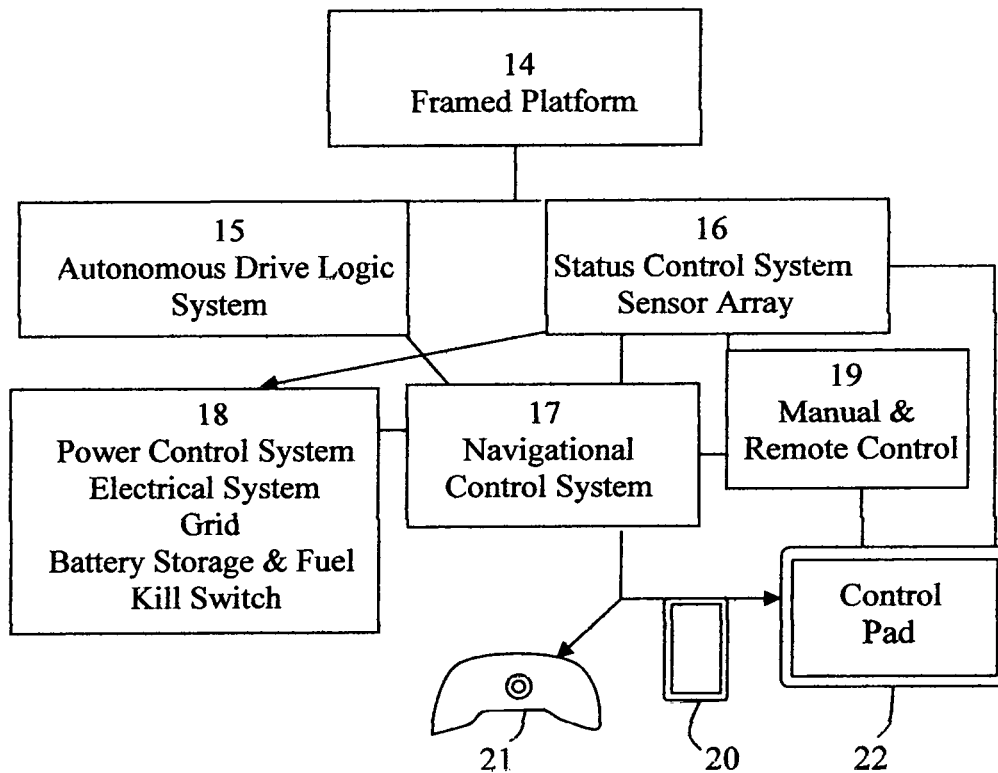 14
Framed Platform
15
Autonomous Drive Logic
System
16
Status Control System
Sensor Array
18
Power Control System
Electrical System
Grid
Battery Storage & Fuel
Kill Switch
17
Navigational
Control System
19
Manual &
Remote Control
Control
Pad
21
20
22